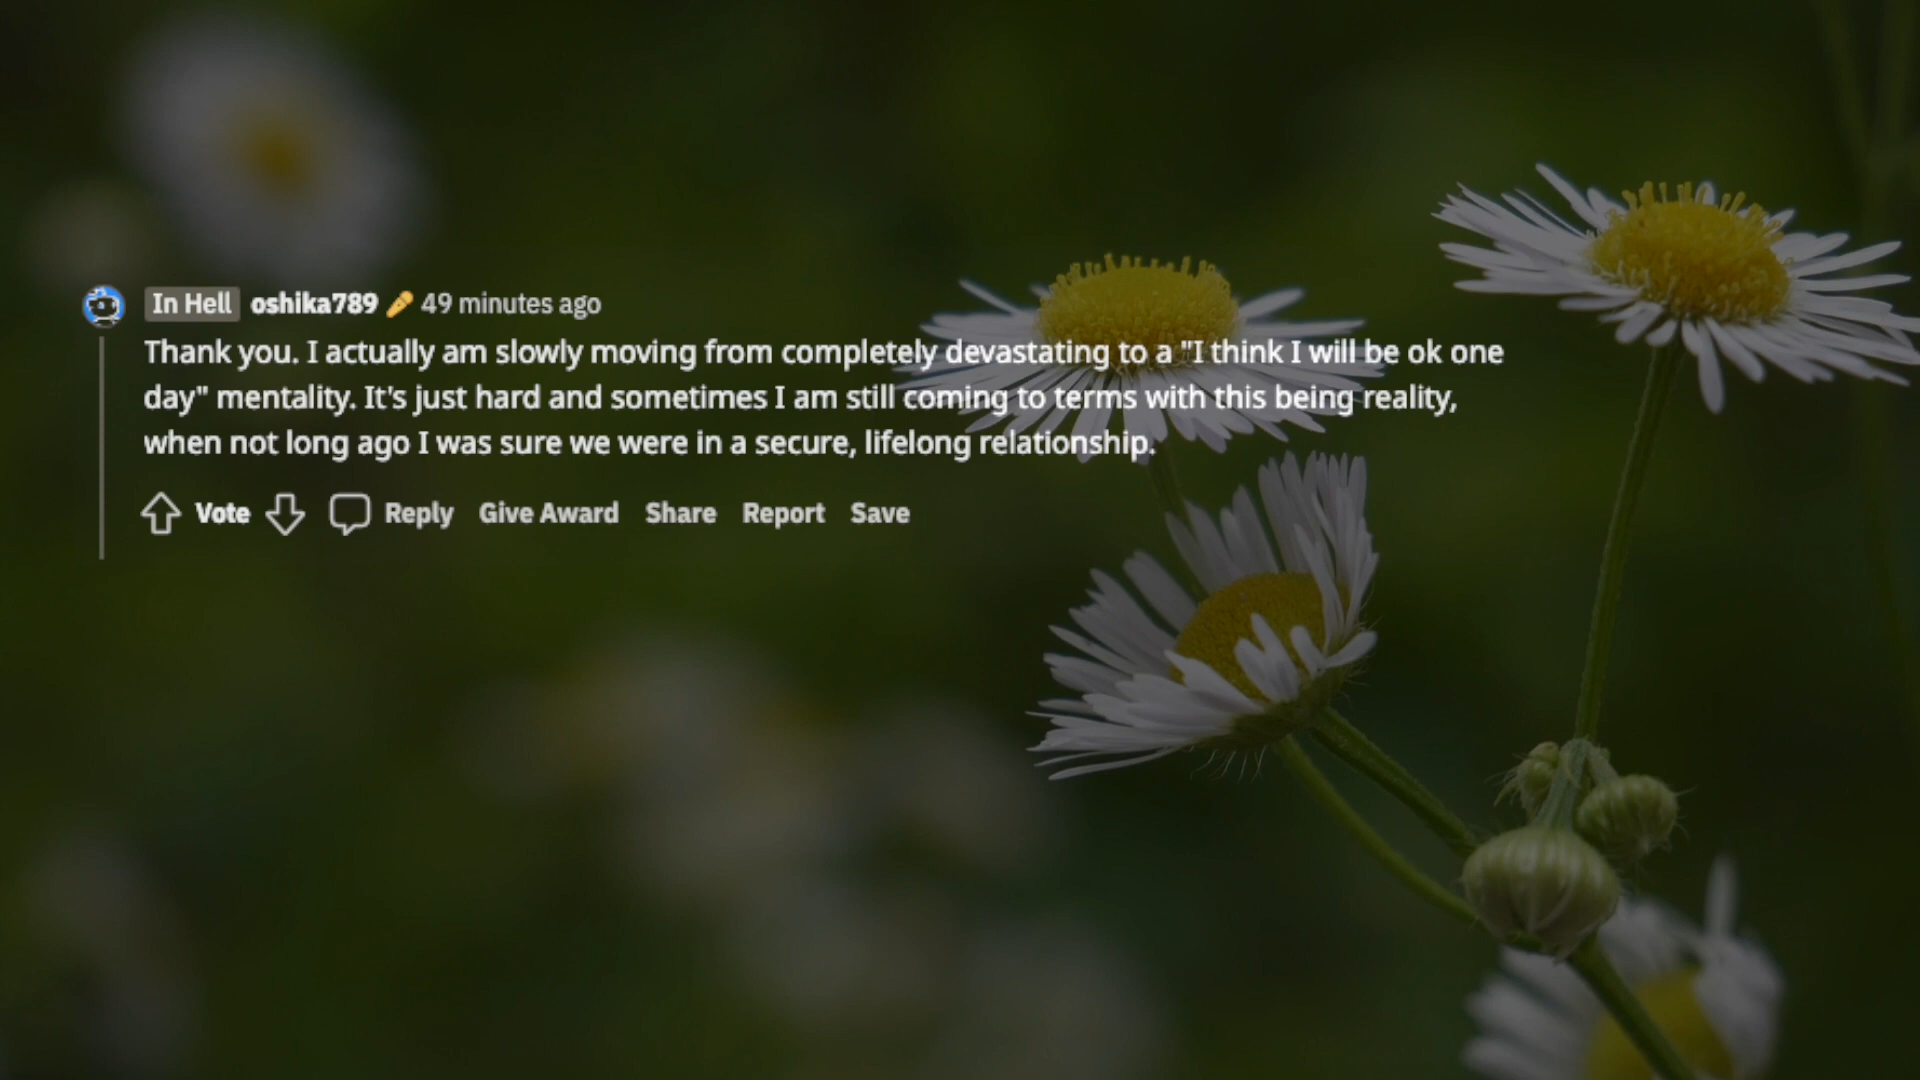 In Hell oshika789 49 minutes ago
Thank you. I actually am slowly moving from completely devastating to a "I think I will be ok one
day" mentality. It's just hard and sometimes I am still coming to terms with this being reality,
when not long ago I was sure we were in a secure, lifelong relationship.
Vote Reply Give Award Share Report Save